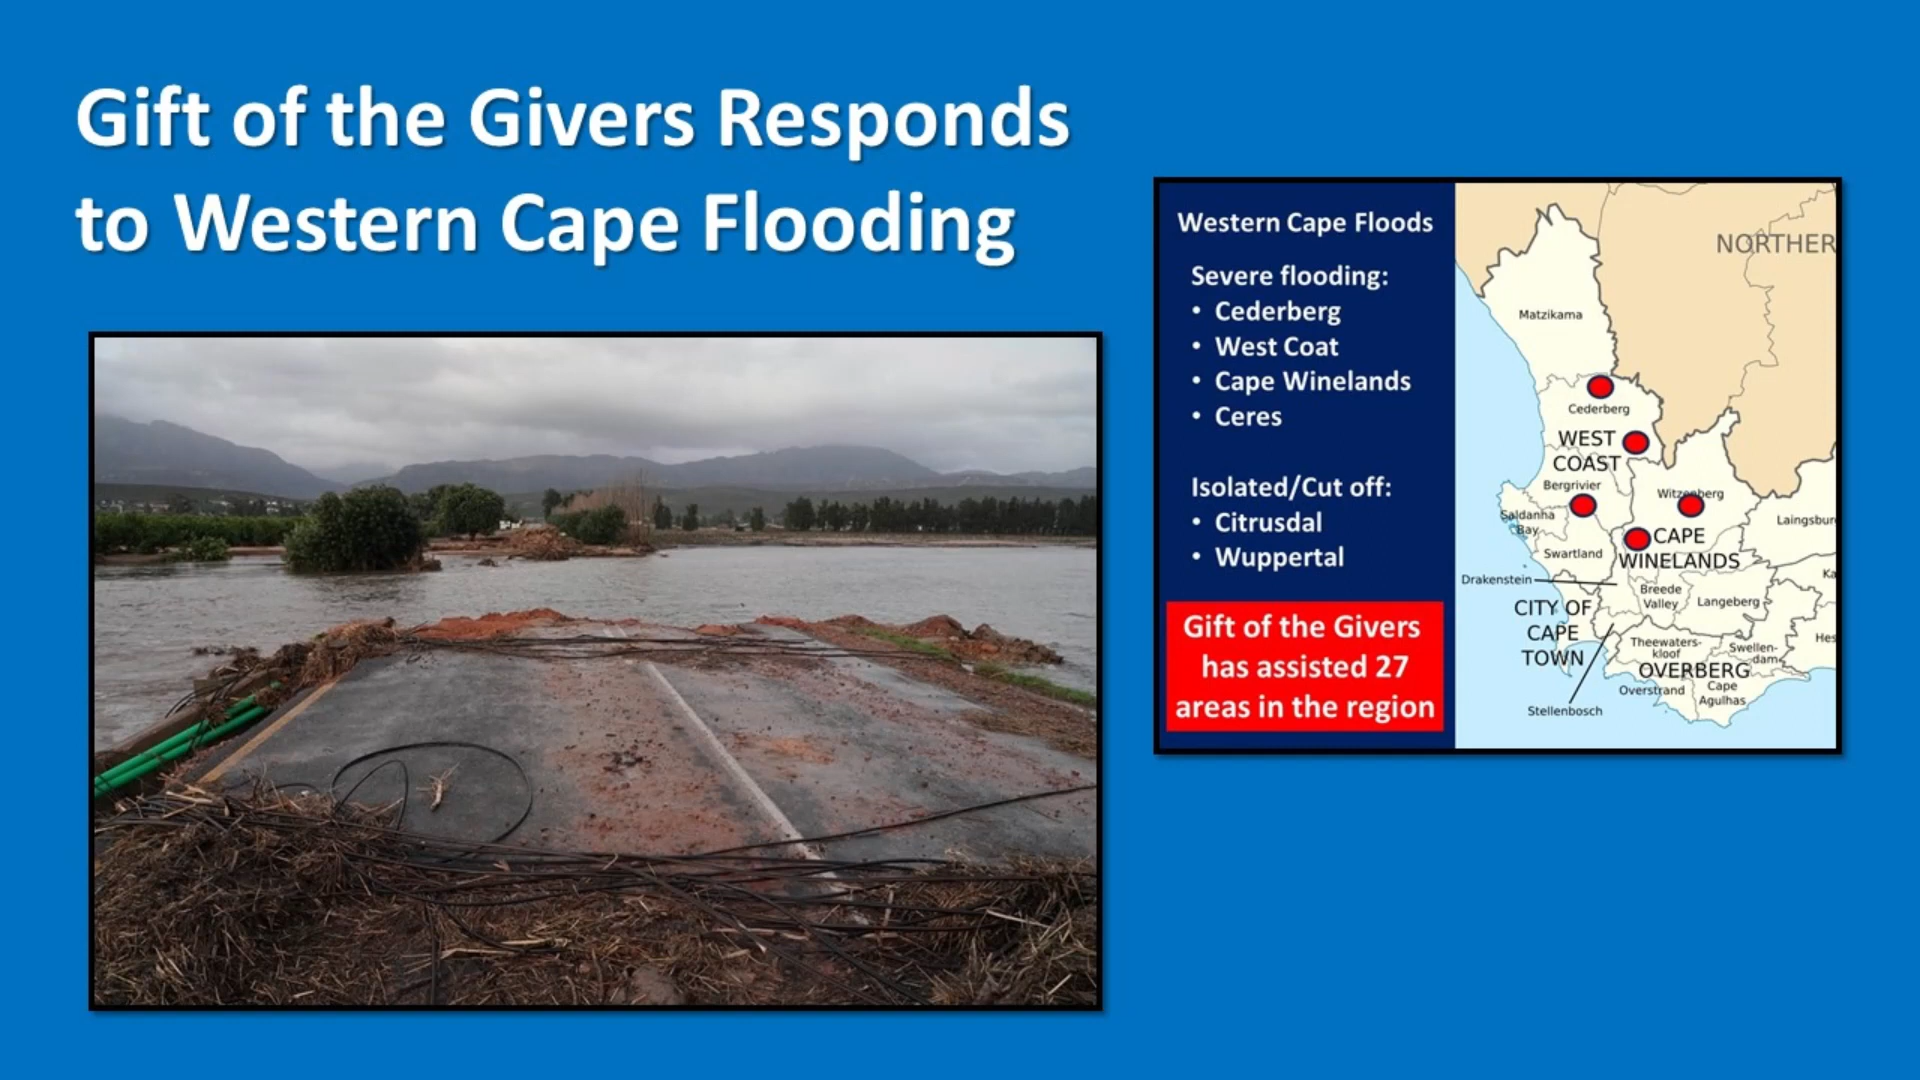 Gift of the Givers Responds
to Western Cape Flooding
Western Cape Floods
Severe flooding:
• Cederberg
• West Coat
• Cape Winelands
• Ceres
Isolated/Cut off:
• Citrusdal
• Wuppertal
Gift of the Givers
has assisted 27
areas in the region
NORTHER
Matzikama
Cederberg
WEST
COAST
Bergrivier
Witzenberg
Saldanha
Bay
Laingsbur
CAPE
WINELANDS
Swartland
Drakenstein
Ka
Breede
Valley
Langeberg
CITY OF
CAPE
TOWN
Theewaters-
kloof
Swellen-
dam
Hes
OVERBERG
Overstrand
Cape
Agulhas
Stellenbosch